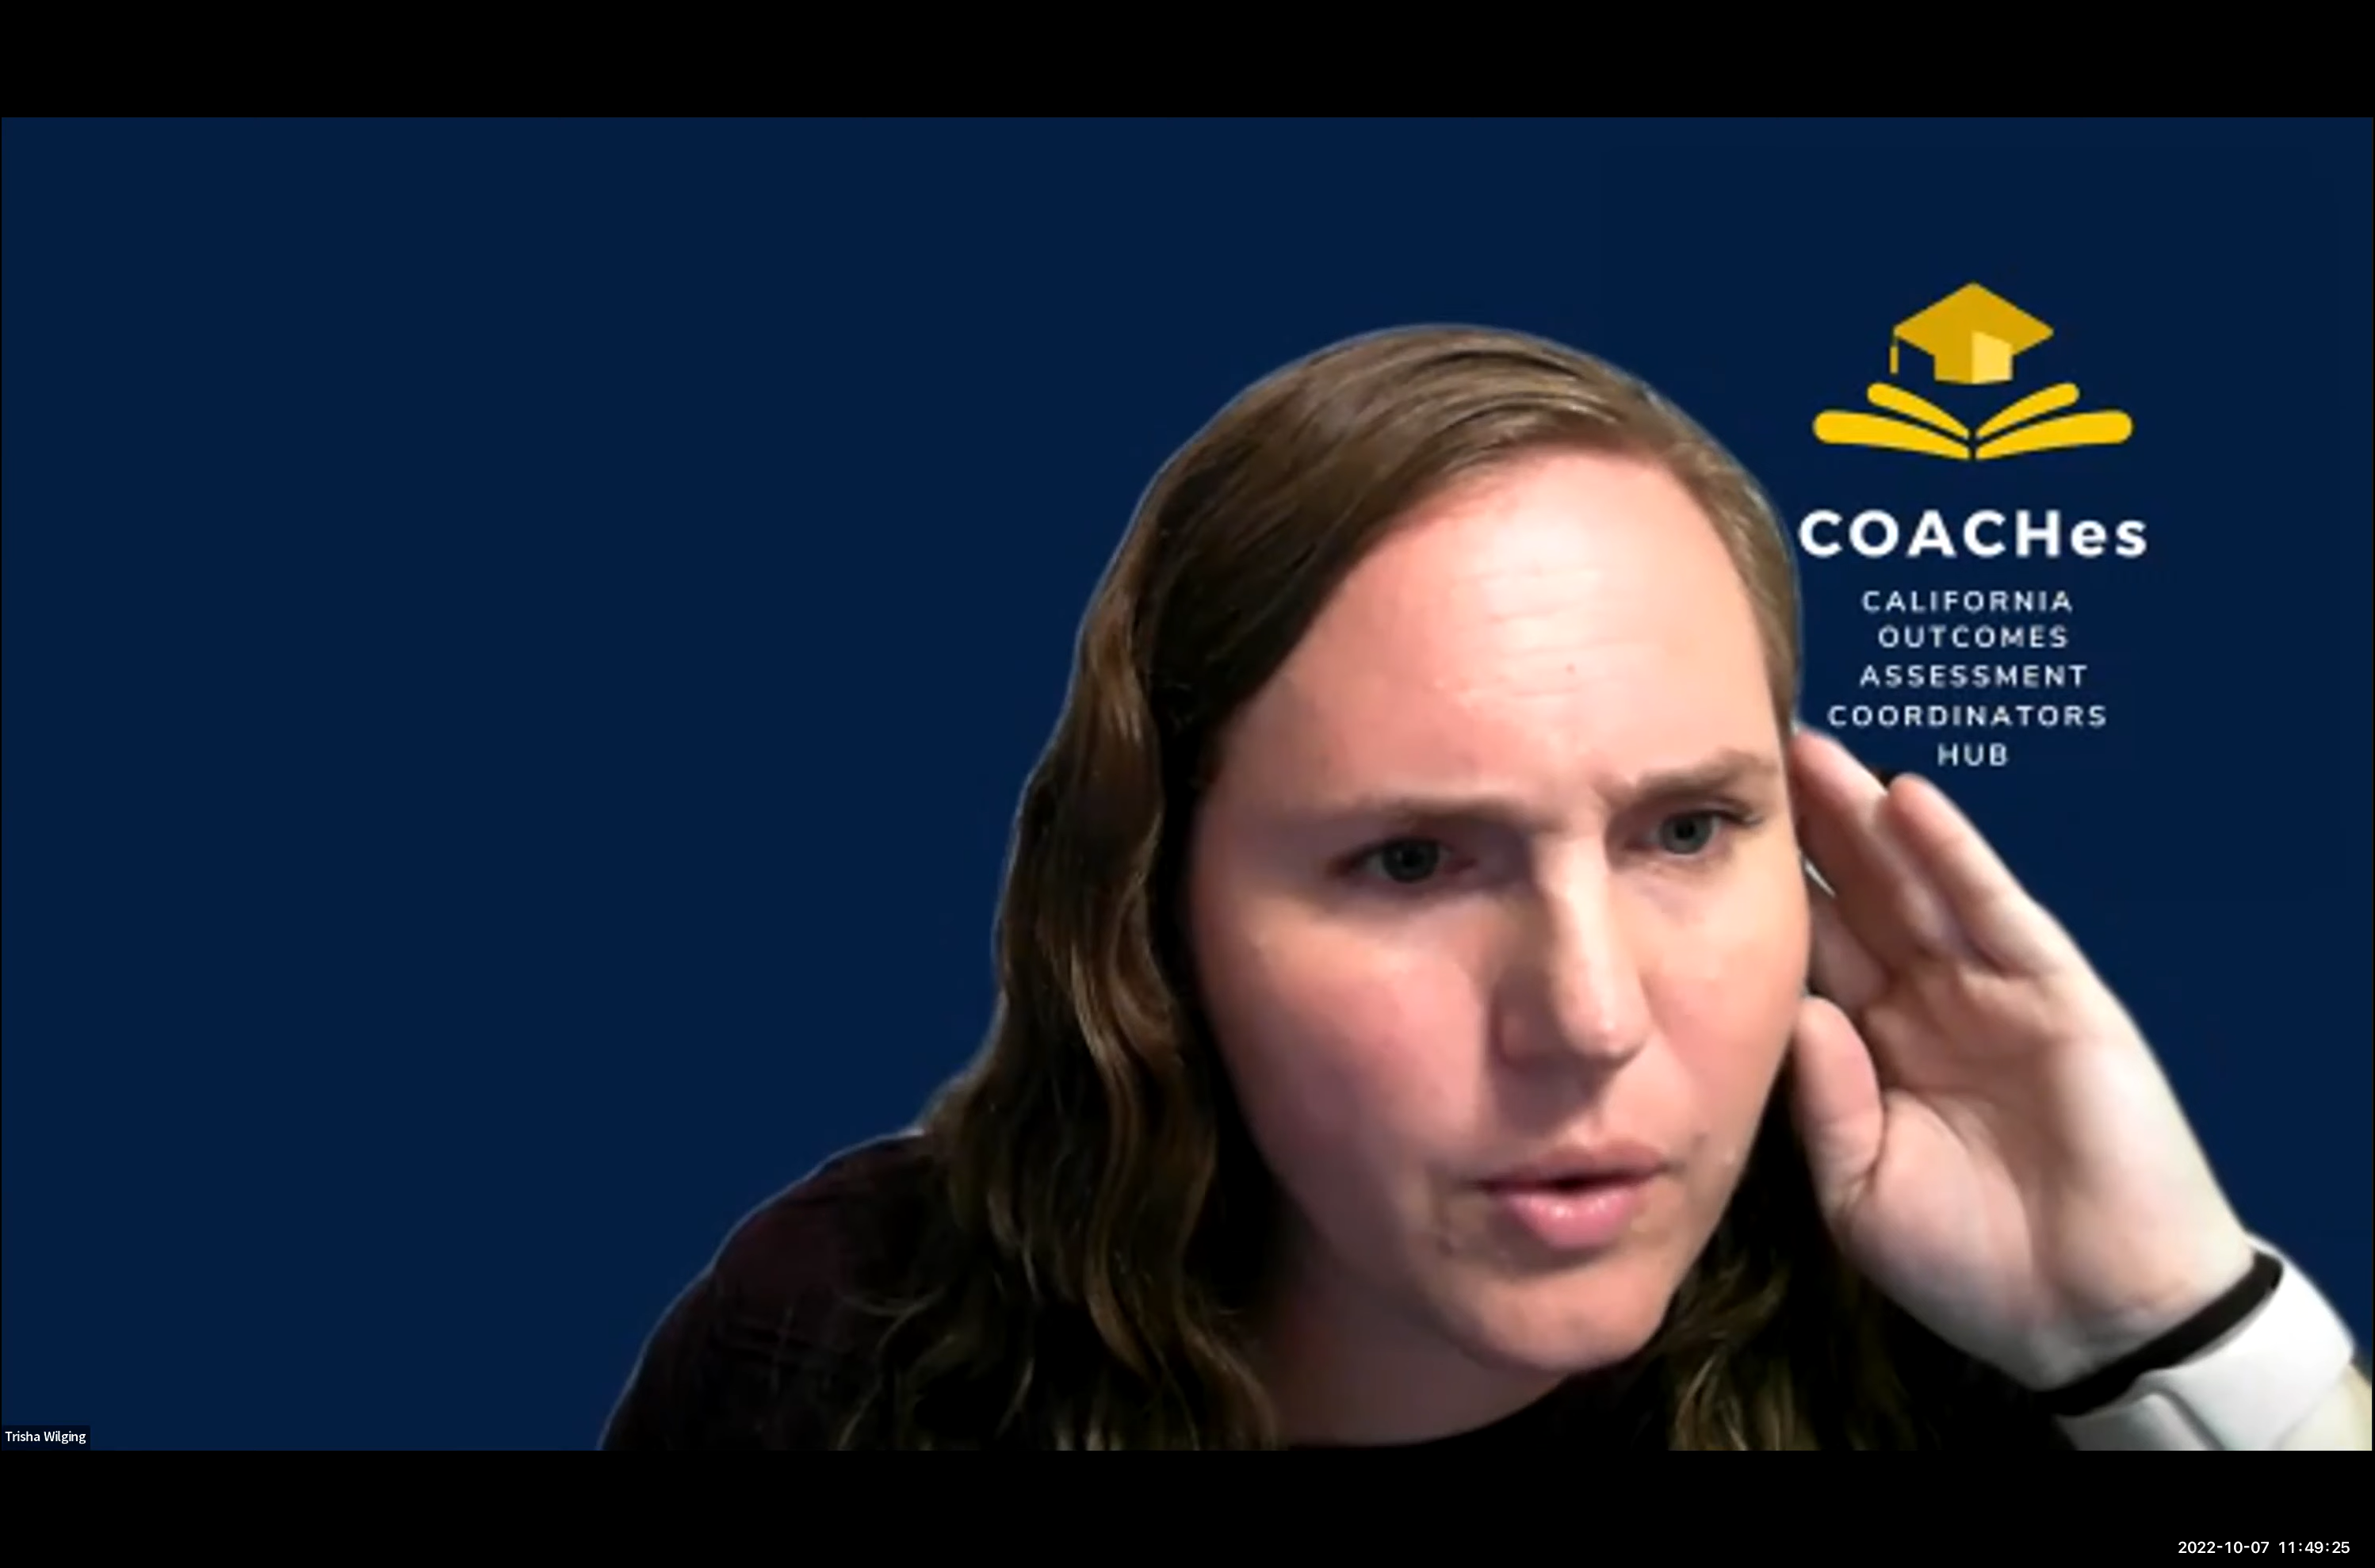 COACHes
CALIFORNIA
OUTCOMES
ASSESSMENT
COORDINATORS
HUB
Trisha Wilging
2022-10-07 11:49:25